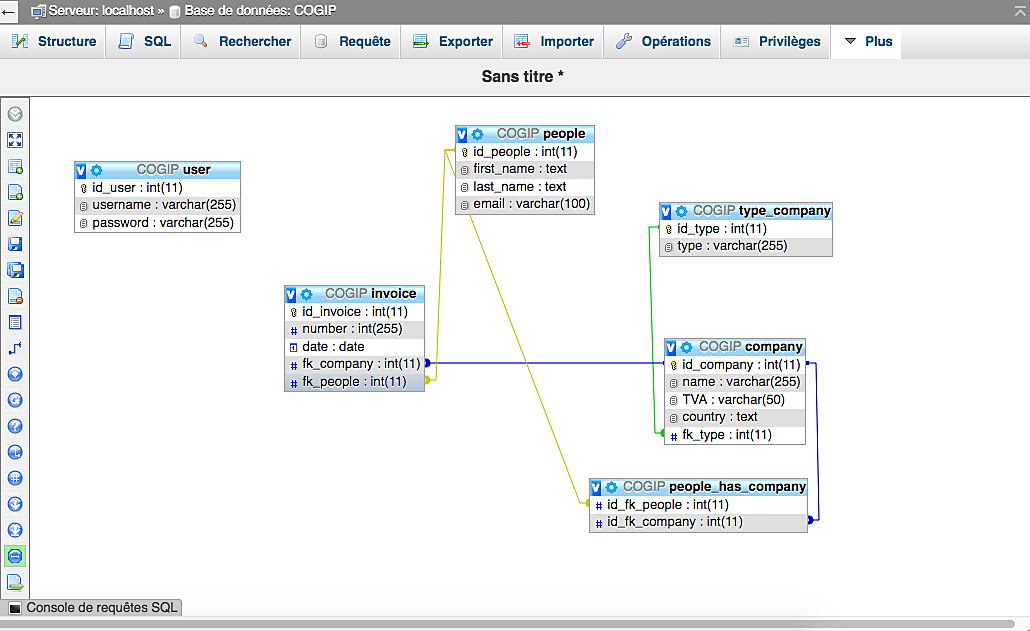 Serveur: localhost » Base de données: COGIP
Structure SQL Rechercher Requête Exporter Importer Opérations Privilèges Plus
Sans titre *
COGIP people
id_people : int(11)
first_name : text
last_name : text
email : varchar(100)
COGIP user
id_user : int(11)
username : varchar(255)
password : varchar(255)
COGIP type_company
id_type : int(11)
type : varchar(255)
COGIP invoice
id_invoice : int(11)
number : int(255)
date : date
fk_company : int(11)
fk_people : int(11)
COGIP company
id_company : int(11)
name : varchar(255)
TVA : varchar(50)
country : text
fk_type : int(11)
COGIP people_has_company
id_fk_people : int(11)
id_fk_company : int(11)
Console de requêtes SQL